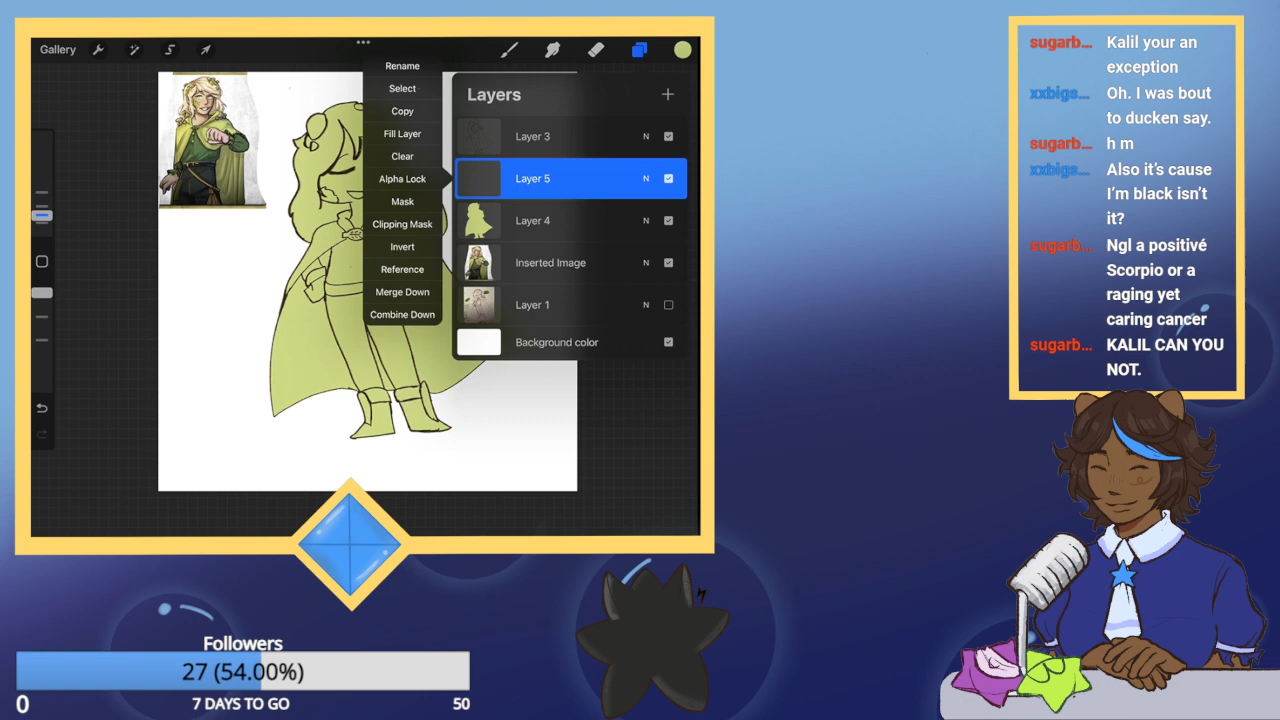 Gallery
Rename
Select
Copy
Fill Layer
Clear
Alpha Lock
Mask
Clipping Mask
Invert
Reference
Merge Down
Combine Down
Layers
Layer 3 N
Layer 5 N
Layer 4 N
Inserted Image N
Layer 1 N
Background color
sugarb... Kalil your an
exception
xxbigs... Oh. I was bout
to ducken say.
sugarb... h m
xxbigs... Also it’s cause
I’m black isn’t
it?
sugarb... Ngl a positivé
Scorpio or a
raging yet
caring cancer
sugarb... KALIL CAN YOU
NOT.
Followers
27 (54.00%)
0 7 DAYS TO GO 50